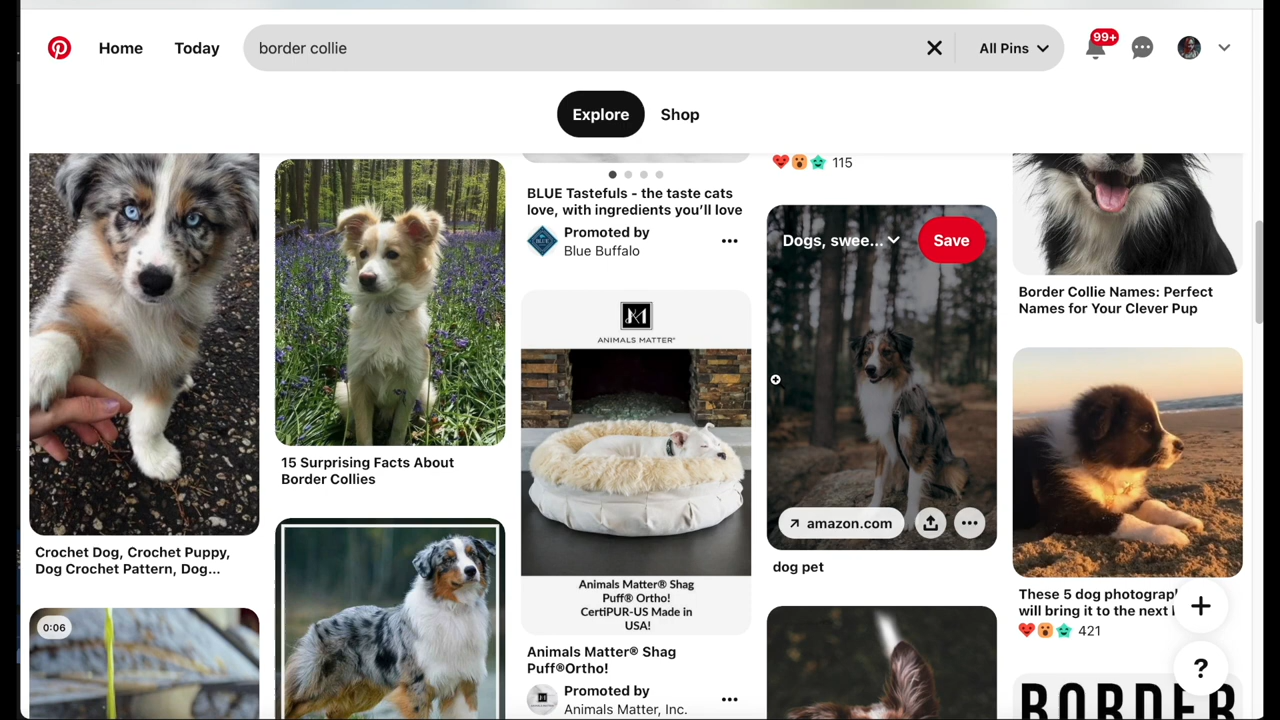 Home
Today
border collie
All Pins
99+
Explore
Shop
Crochet Dog, Crochet Puppy,
Dog Crochet Pattern, Dog...
0:06
15 Surprising Facts About
Border Collies
BLUE Tastefuls - the taste cats
love, with ingredients you'll love
Promoted by
Blue Buffalo
ANIMALS MATTER®
Animals Matter® Shag
Puff® Ortho!
CertiPUR-US Made in
USA!
Animals Matter® Shag
Puff®Ortho!
Promoted by
Animals Matter, Inc.
115
Dogs, swee...
Save
amazon.com
dog pet
Border Collie Names: Perfect
Names for Your Clever Pup
These 5 dog photograp
will bring it to the next
421
BORDER
?